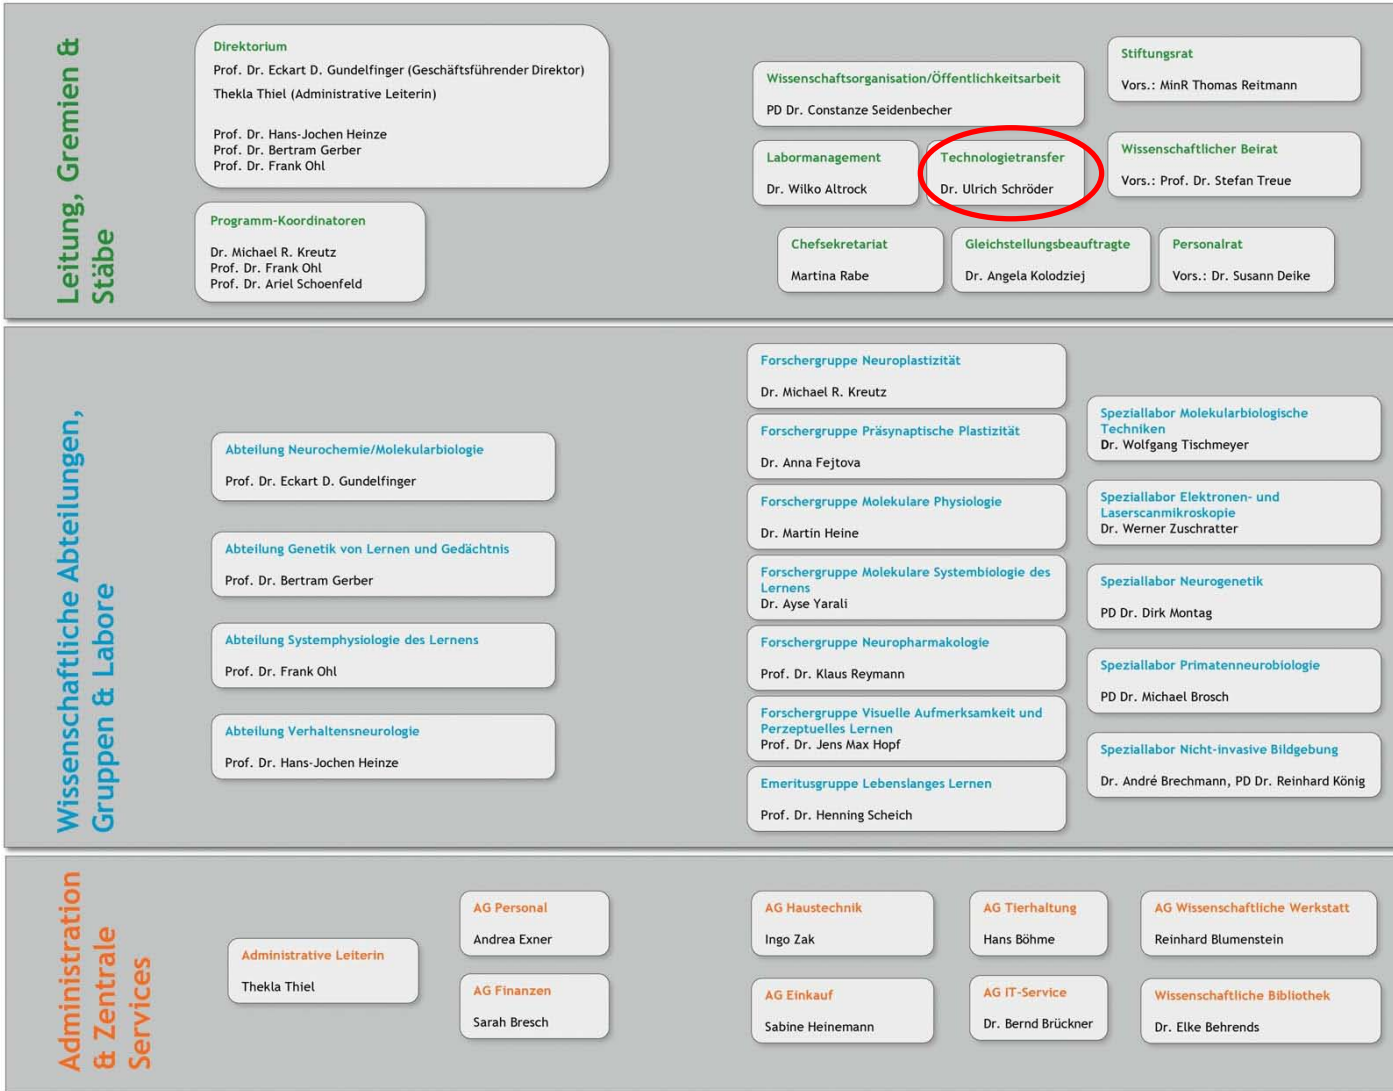 Leitung, Gremien &
Stäbe
Direktorium
Prof. Dr. Eckart D. Gundelfinger (Geschäftsführender Direktor)
Thekla Thiel (Administrative Leiterin)
Prof. Dr. Hans-Jochen Heinze
Prof. Dr. Bertram Gerber
Prof. Dr. Frank Ohl
Programm-Koordinatoren
Dr. Michael R. Kreutz
Prof. Dr. Frank Ohl
Prof. Dr. Ariel Schoenfeld
Wissenschaftsorganisation/Öffentlichkeitsarbeit
PD Dr. Constanze Seidenbecher
Labormanagement
Dr. Wilko Altrock
Technologietransfer
Dr. Ulrich Schröder
Stiftungsrat
Vors.: MinR Thomas Reitmann
Wissenschaftlicher Beirat
Vors.: Prof. Dr. Stefan Treue
Chefsekretariat
Martina Rabe
Gleichstellungsbeauftragte
Dr. Angela Kolodziej
Personalrat
Vors.: Dr. Susann Deike
Wissenschaftliche Abteilungen,
Gruppen & Labore
Abteilung Neurochemie/Molekularbiologie
Prof. Dr. Eckart D. Gundelfinger
Abteilung Genetik von Lernen und Gedächtnis
Prof. Dr. Bertram Gerber
Abteilung Systemphysiologie des Lernens
Prof. Dr. Frank Ohl
Abteilung Verhaltensneurologie
Prof. Dr. Hans-Jochen Heinze
Forschergruppe Neuroplastizität
Dr. Michael R. Kreutz
Forschergruppe Präsynaptische Plastizität
Dr. Anna Fejtova
Forschergruppe Molekulare Physiologie
Dr. Martin Heine
Forschergruppe Molekulare Systembiologie des
Lernens
Dr. Ayse Yarali
Forschergruppe Neuropharmakologie
Prof. Dr. Klaus Reymann
Forschergruppe Visuelle Aufmerksamkeit und
Perzeptuelles Lernen
Prof. Dr. Jens Max Hopf
Emeritusgruppe Lebenslanges Lernen
Prof. Dr. Henning Scheich
Speziallabor Molekularbiologische
Techniken
Dr. Wolfgang Tischmeyer
Speziallabor Elektronen- und
Laserscanmikroskopie
Dr. Werner Zuschratter
Speziallabor Neurogenetik
PD Dr. Dirk Montag
Speziallabor Primatenneurobiologie
PD Dr. Michael Brosch
Speziallabor Nicht-invasive Bildgebung
Dr. André Brechmann, PD Dr. Reinhard König
Administration
& Zentrale
Services
Administrative Leiterin
Thekla Thiel
AG Personal
Andrea Exner
AG Finanzen
Sarah Bresch
AG Haustechnik
Ingo Zak
AG Einkauf
Sabine Heinemann
AG Tierhaltung
Hans Böhme
AG IT-Service
Dr. Bernd Brückner
AG Wissenschaftliche Werkstatt
Reinhard Blumenstein
Wissenschaftliche Bibliothek
Dr. Elke Behrends